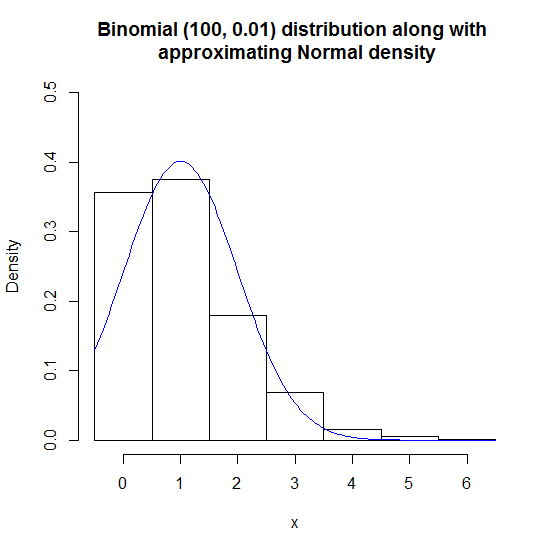 Binomial (100, 0.01) distribution along with
approximating Normal density
0.5
0.4
0.3
0.2
0.1
0.0
Density
0 1 2 3 4 5 6
x